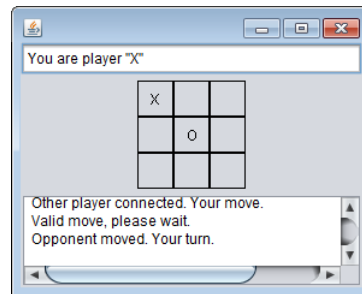 You are player "X"
X
O
Other player connected. Your move.
Valid move, please wait.
Opponent moved. Your turn.